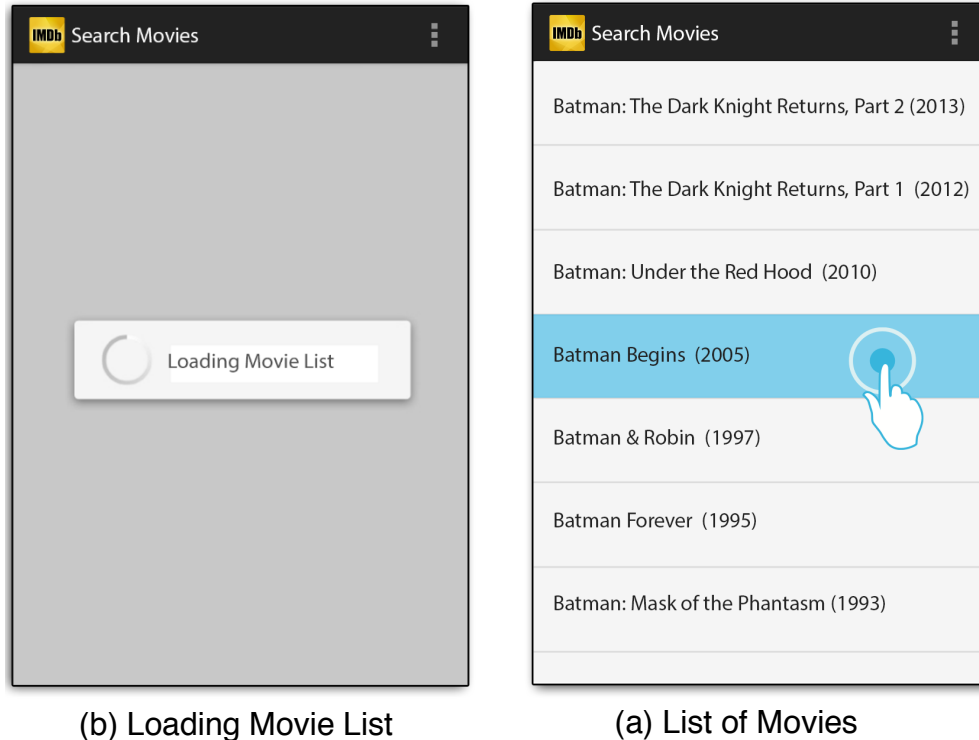 IMDb Search Movies
Loading Movie List
(b) Loading Movie List
IMDb Search Movies
Batman: The Dark Knight Returns, Part 2 (2013)
Batman: The Dark Knight Returns, Part 1 (2012)
Batman: Under the Red Hood (2010)
Batman Begins (2005)
Batman & Robin (1997)
Batman Forever (1995)
Batman: Mask of the Phantasm (1993)
(a) List of Movies